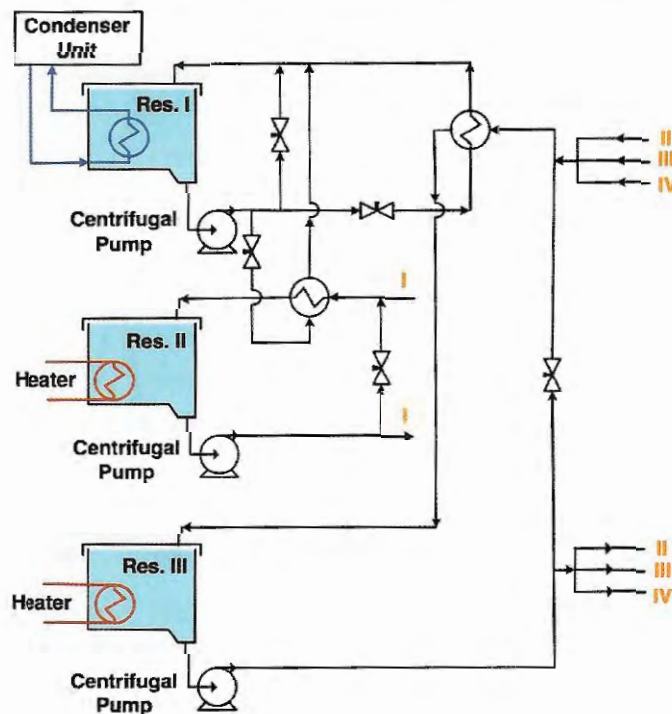 Condenser
Unit
Res. I
II
III
IV
Centrifugal
Pump
I
Res. II
Heater
I
Centrifugal
Pump
II
Res. III
III
Heater
IV
Centrifugal
Pump